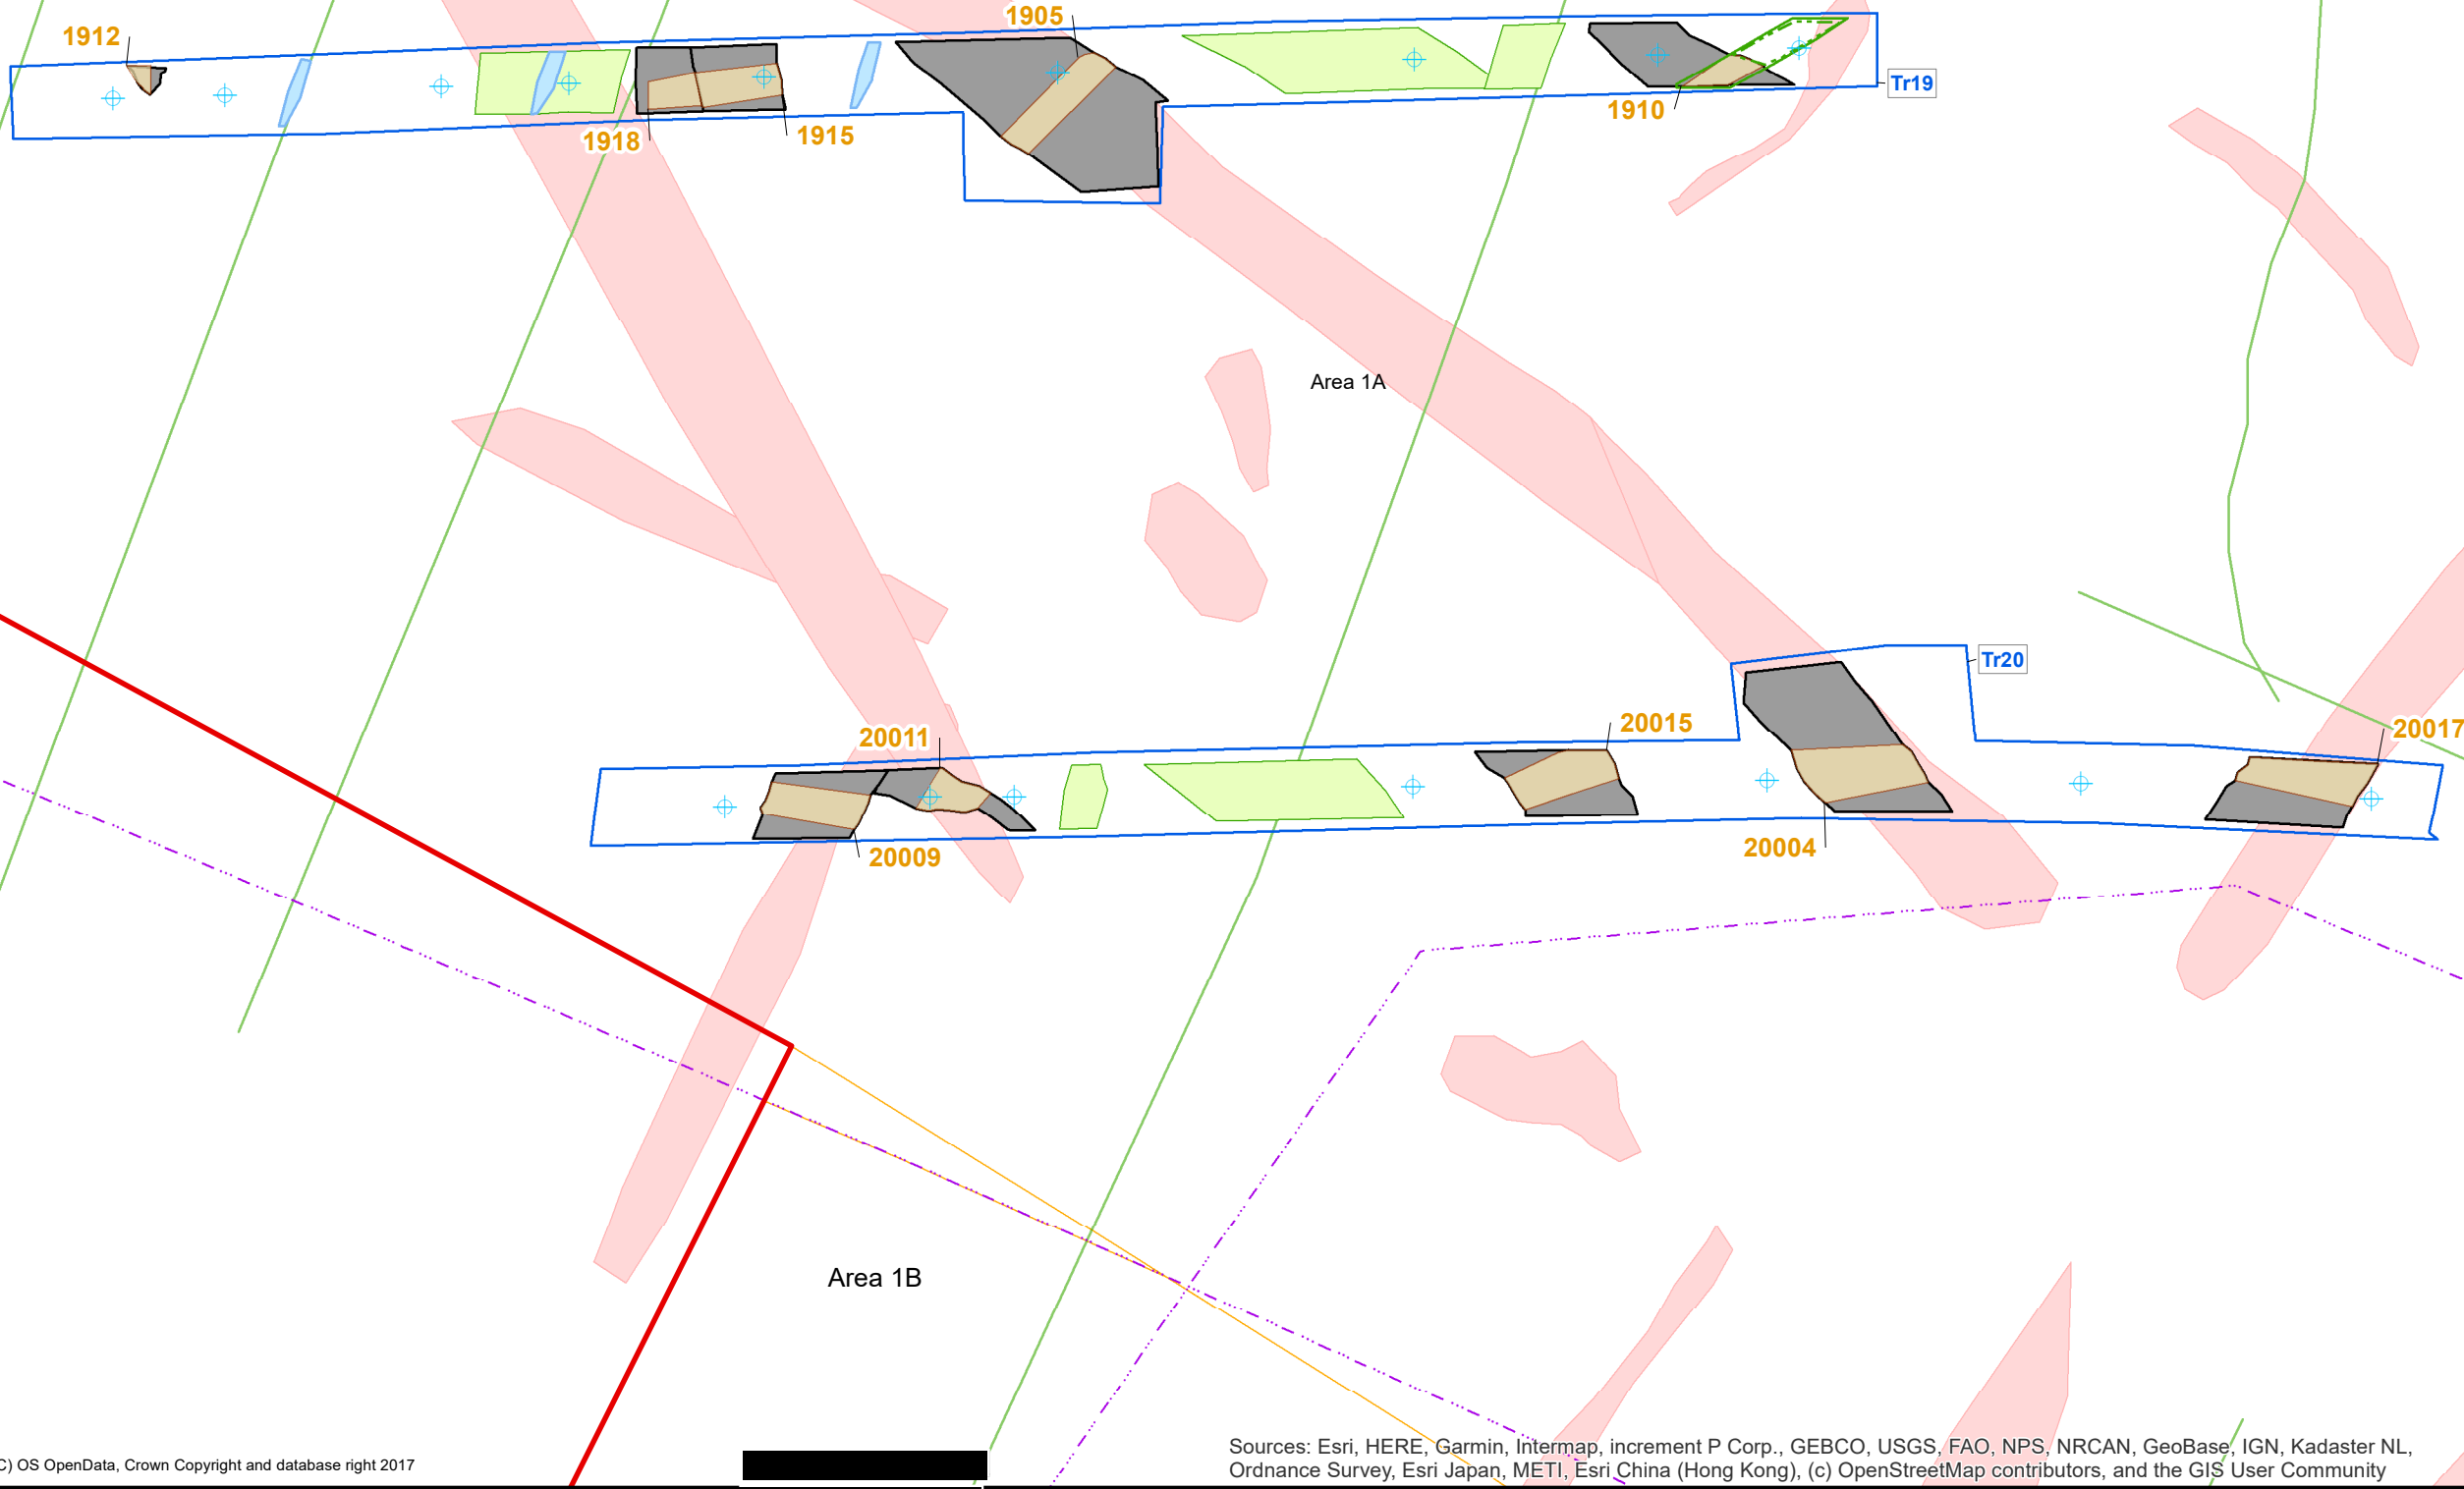 1905
1912
Tr19
1910
1918
1915
Area 1A
Tr20
20015
20017
20011
20004
20009
Area 1B
Sources: Esri, HERE, Garmin, Intermap, increment P Corp., GEBCO, USGS, FAO, NPS, NRCAN, GeoBase, IGN, Kadaster NL,
C) OS OpenData, Crown Copyright and database right 2017
Ordnance Survey, Esri Japan, METI, Esri China (Hong Kong), (c) OpenStreetMap contributors, and the GIS User Community